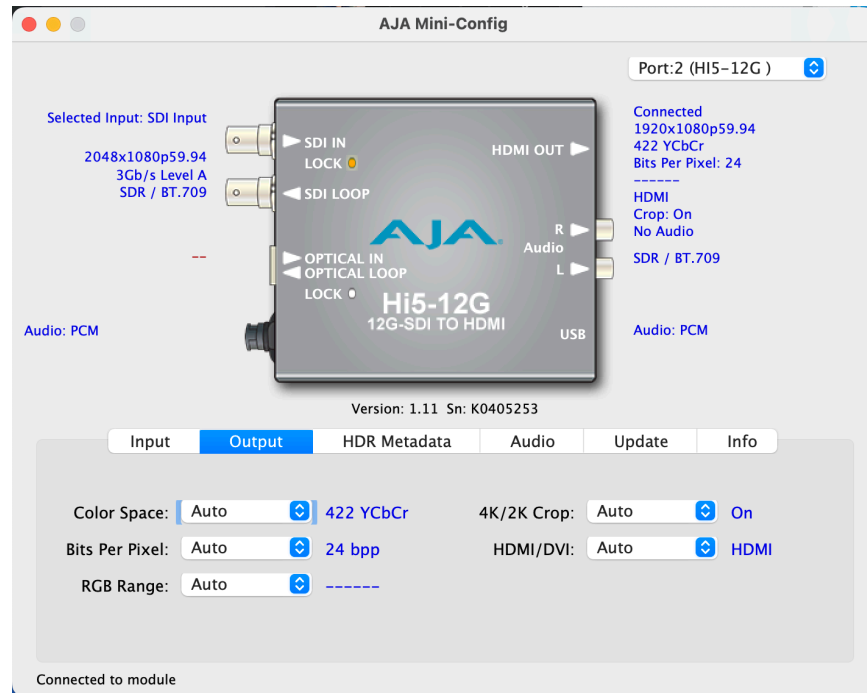 AJA Mini-Config
Port:2 (HI5-12G )
Selected Input: SDI Input
2048x1080p59.94
3Gb/s Level A
SDR / BT.709
--
Audio: PCM
SDI IN
LOCK
SDI LOOP
HDMI OUT
AJA
R
Audio
L
OPTICAL IN
OPTICAL LOOP
LOCK
Hi5-12G
12G-SDI TO HDMI
USB
Connected
1920x1080p59.94
422 YCbCr
Bits Per Pixel: 24
------
HDMI
Crop: On
No Audio
SDR / BT.709
Audio: PCM
Version: 1.11 Sn: K0405253
Input Output HDR Metadata Audio Update Info
Color Space: Auto 422 YCbCr 4K/2K Crop: Auto On
Bits Per Pixel: Auto 24 bpp HDMI/DVI: Auto HDMI
RGB Range: Auto ------
Connected to module